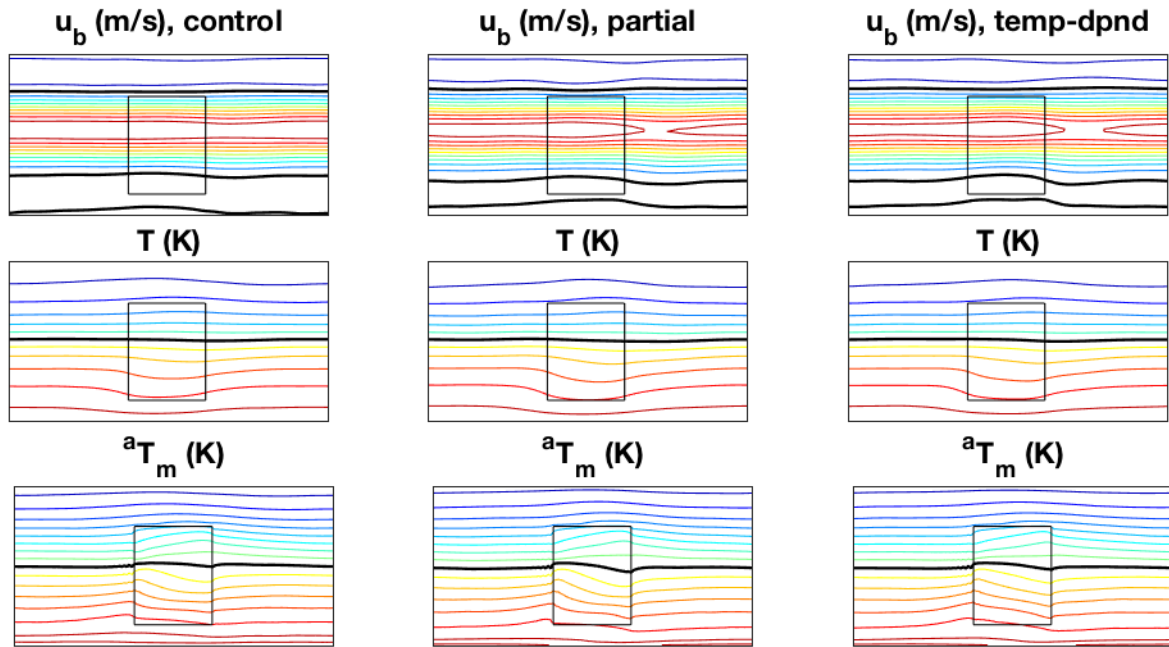 u_b (m/s), control
u_b (m/s), partial
u_b (m/s), temp-dpnd
T (K)
T (K)
T (K)
ᵃT_m (K)
ᵃT_m (K)
ᵃT_m (K)